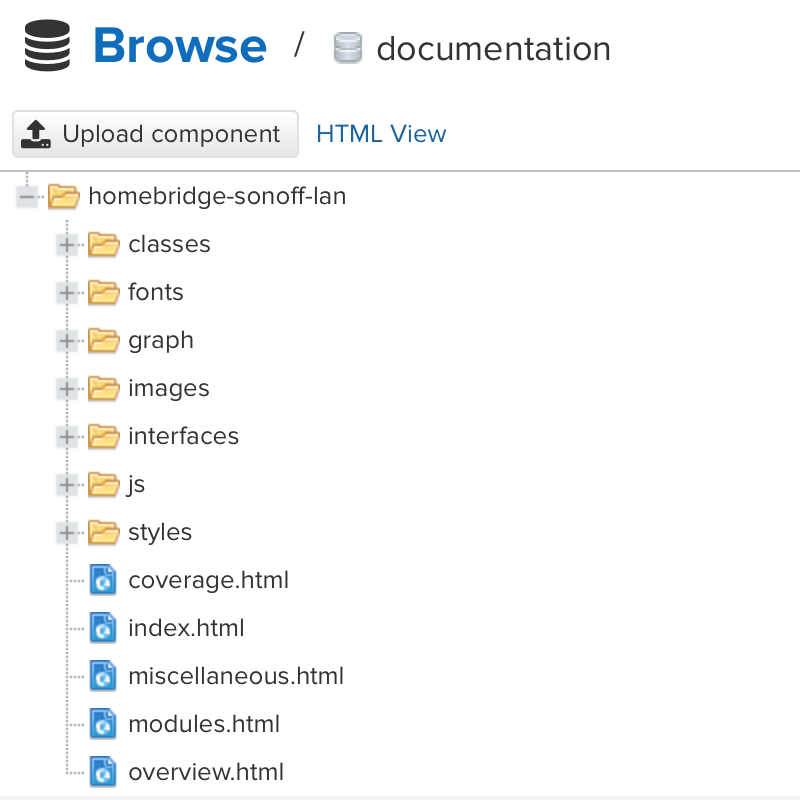 Browse / documentation
Upload component HTML View
homebridge-sonoff-lan
classes
fonts
graph
images
interfaces
js
styles
coverage.html
index.html
miscellaneous.html
modules.html
overview.html